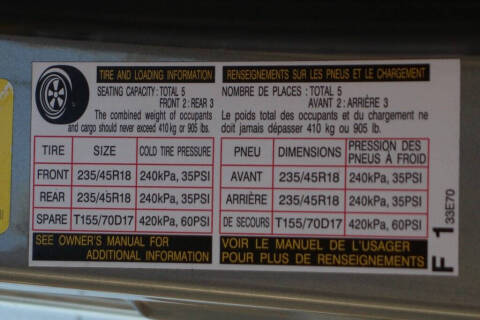 TIRE AND LOADING INFORMATION
SEATING CAPACITY: TOTAL 5
FRONT 2: REAR 3
The combined weight of occupants
and cargo should never exceed 410 kg or 905 lbs.
TIRE SIZE COLD TIRE PRESSURE
FRONT 235/45R18 240kPa, 35PSI
REAR 235/45R18 240kPa, 35PSI
SPARE T155/70D17 420kPa, 60PSI
SEE OWNER'S MANUAL FOR
ADDITIONAL INFORMATION
RENSEIGNEMENTS SUR LES PNEUS ET LE CHARGEMENT
NOMBRE DE PLACES : TOTAL 5
AVANT 2: ARRIÈRE 3
Le poids total des occupants et du chargement ne
doit jamais dépasser 410 kg ou 905 lb.
PNEU DIMENSIONS PRESSION DES
PNEUS À FROID
AVANT 235/45R18 240kPa, 35PSI
ARRIÈRE 235/45R18 240kPa, 35PSI
DE SECOURS T155/70D17 420kPa, 60PSI
VOIR LE MANUEL DE L'USAGER
POUR PLUS DE RENSEIGNEMENTS
F 1 33E70